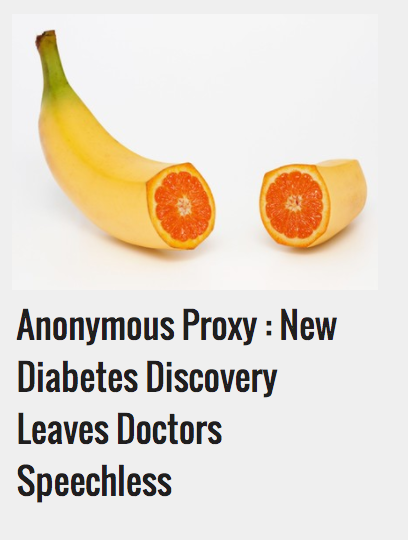 Anonymous Proxy : New
Diabetes Discovery
Leaves Doctors
Speechless